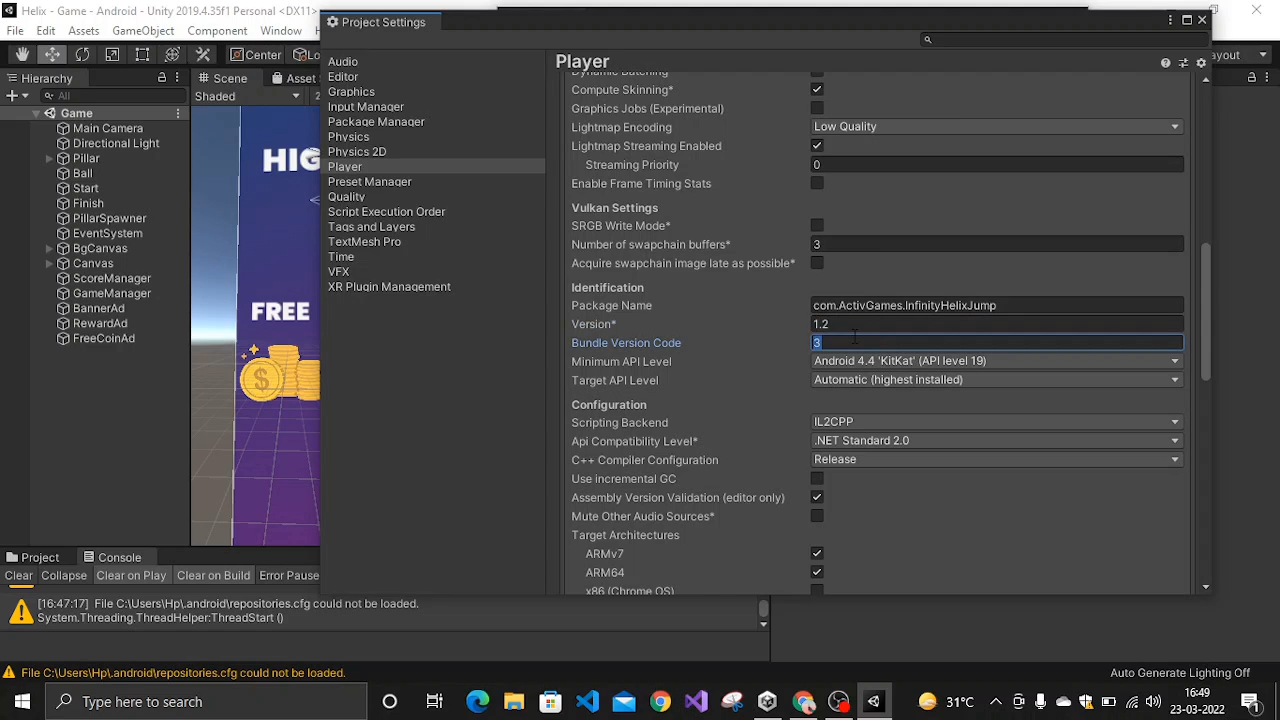 Helix - Game - Android - Unity 2019.4.35f1 Personal <DX11>
File Edit Assets GameObject Component Window
Center
Layout
Hierarchy
All
Game
Main Camera
Directional Light
Pillar
Ball
Start
Finish
PillarSpawner
EventSystem
BgCanvas
Canvas
ScoreManager
GameManager
BannerAd
RewardAd
FreeCoinAd
Scene
Shaded
FREE
Project Settings
Audio
Editor
Graphics
Input Manager
Package Manager
Physics
Physics 2D
Player
Preset Manager
Quality
Script Execution Order
Tags and Layers
TextMesh Pro
Time
VFX
XR Plugin Management
Player
Dynamic Batching
Compute Skinning*
Graphics Jobs (Experimental)
Lightmap Encoding Low Quality
Lightmap Streaming Enabled
Streaming Priority 0
Enable Frame Timing Stats
Vulkan Settings
SRGB Write Mode*
Number of swapchain buffers* 3
Acquire swapchain image late as possible*
Identification
Package Name com.ActivGames.InfinityHelixJump
Version* 1.2
Bundle Version Code 3
Minimum API Level Android 4.4 'KitKat' (API level 19)
Target API Level Automatic (highest installed)
Configuration
Scripting Backend IL2CPP
Api Compatibility Level* .NET Standard 2.0
C++ Compiler Configuration Release
Use incremental GC
Assembly Version Validation (editor only)
Mute Other Audio Sources*
Target Architectures
ARMv7
ARM64
x86 (Chrome OS)
Project Console
Clear Collapse Clear on Play Clear on Build Error Pause
[16:47:17] File C:\Users\Hp\.android\repositories.cfg could not be loaded.
System.Threading.ThreadHelper:ThreadStart ()
File C:\Users\Hp\.android\repositories.cfg could not be loaded.
Auto Generate Lighting Off
Type here to search
31°C
16:49
23-03-2022